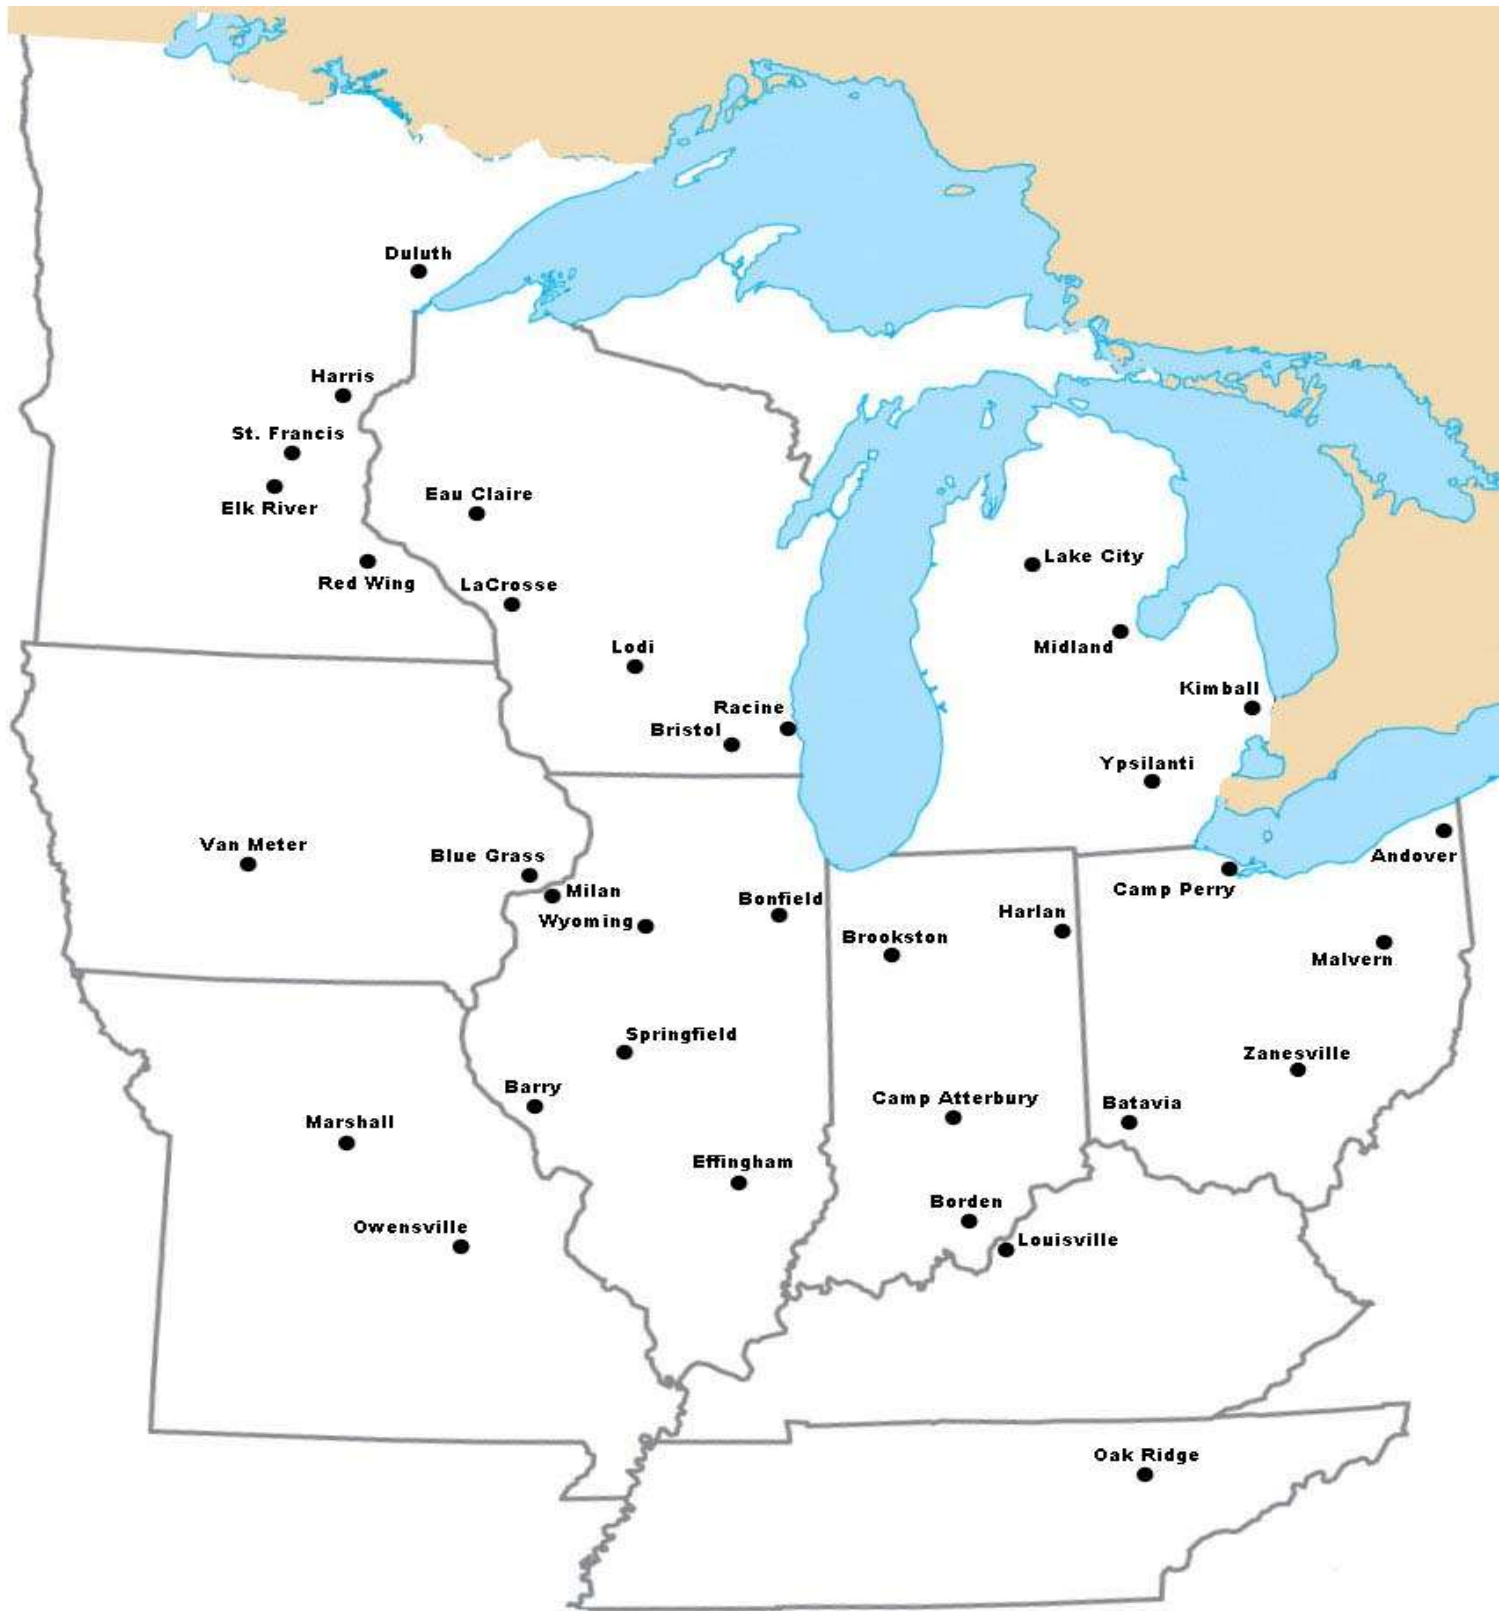 Duluth
Harris
St. Francis
Elk River
Eau Claire
Red Wing
LaCrosse
Lake City
Lodi
Midland
Kimball
Racine
Bristol
Ypsilanti
Van Meter
Blue Grass
Milan
Wyoming
Bonfield
Andover
Camp Perry
Harlan
Brookston
Malvern
Springfield
Zanesville
Barry
Camp Atterbury
Batavia
Marshall
Effingham
Borden
Owensville
Louisville
Oak Ridge